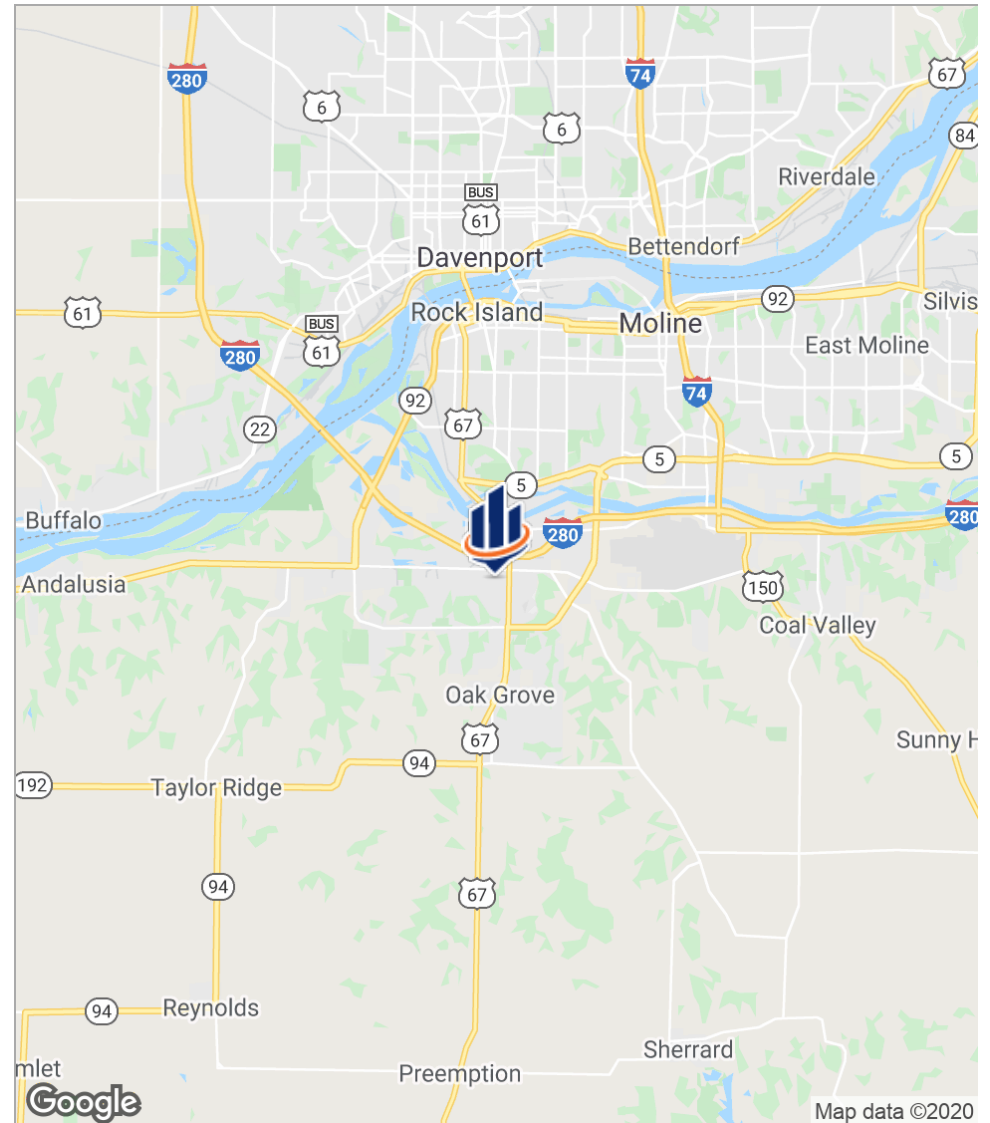 280
74
67
6
6
84
Riverdale
BUS
61
Bettendorf
Davenport
92
Silvis
61
Rock Island
BUS
Moline
61
280
East Moline
74
92
22
67
5
5
5
Buffalo
280
280
Andalusia
150
Coal Valley
Oak Grove
67
Sunny H
94
192
Taylor Ridge
94
67
Reynolds
94
Sherrard
mlet
Preemption
Google
Map data ©2020